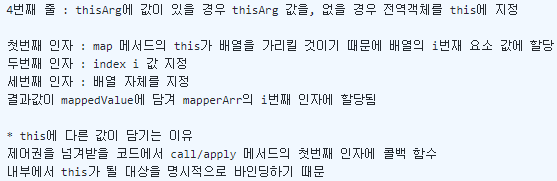 4번째 줄 : thisArg에 값이 있을 경우 thisArg 값을, 없을 경우 전역객체를 this에 지정
첫번째 인자 : map 메서드의 this가 배열을 가리킬 것이기 때문에 배열의 i번재 요소 값에 할당
두번째 인자 : index i 값 지정
세번째 인자 : 배열 자체를 지정
결과값이 mappedValue에 담겨 mapperArr의 i번째 인자에 할당됨
* this에 다른 값이 담기는 이유
제어권을 넘겨받을 코드에서 call/apply 메서드의 첫번째 인자에 콜백 함수
내부에서 this가 될 대상을 명시적으로 바인딩하기 때문